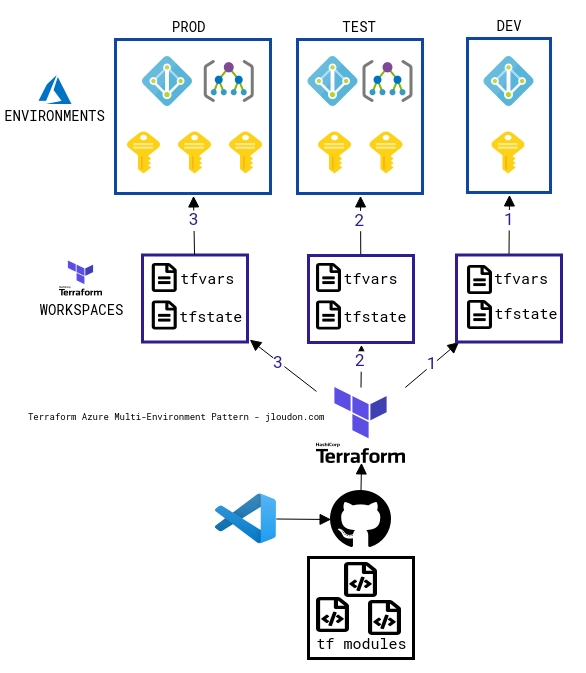 PROD
TEST
DEV
ENVIRONMENTS
3
2
1
HashiCorp
Terraform
WORKSPACES
tfvars
tfstate
tfvars
tfstate
tfvars
tfstate
3
2
1
Terraform Azure Multi-Environment Pattern - jloudon.com
HashiCorp
Terraform
tf modules